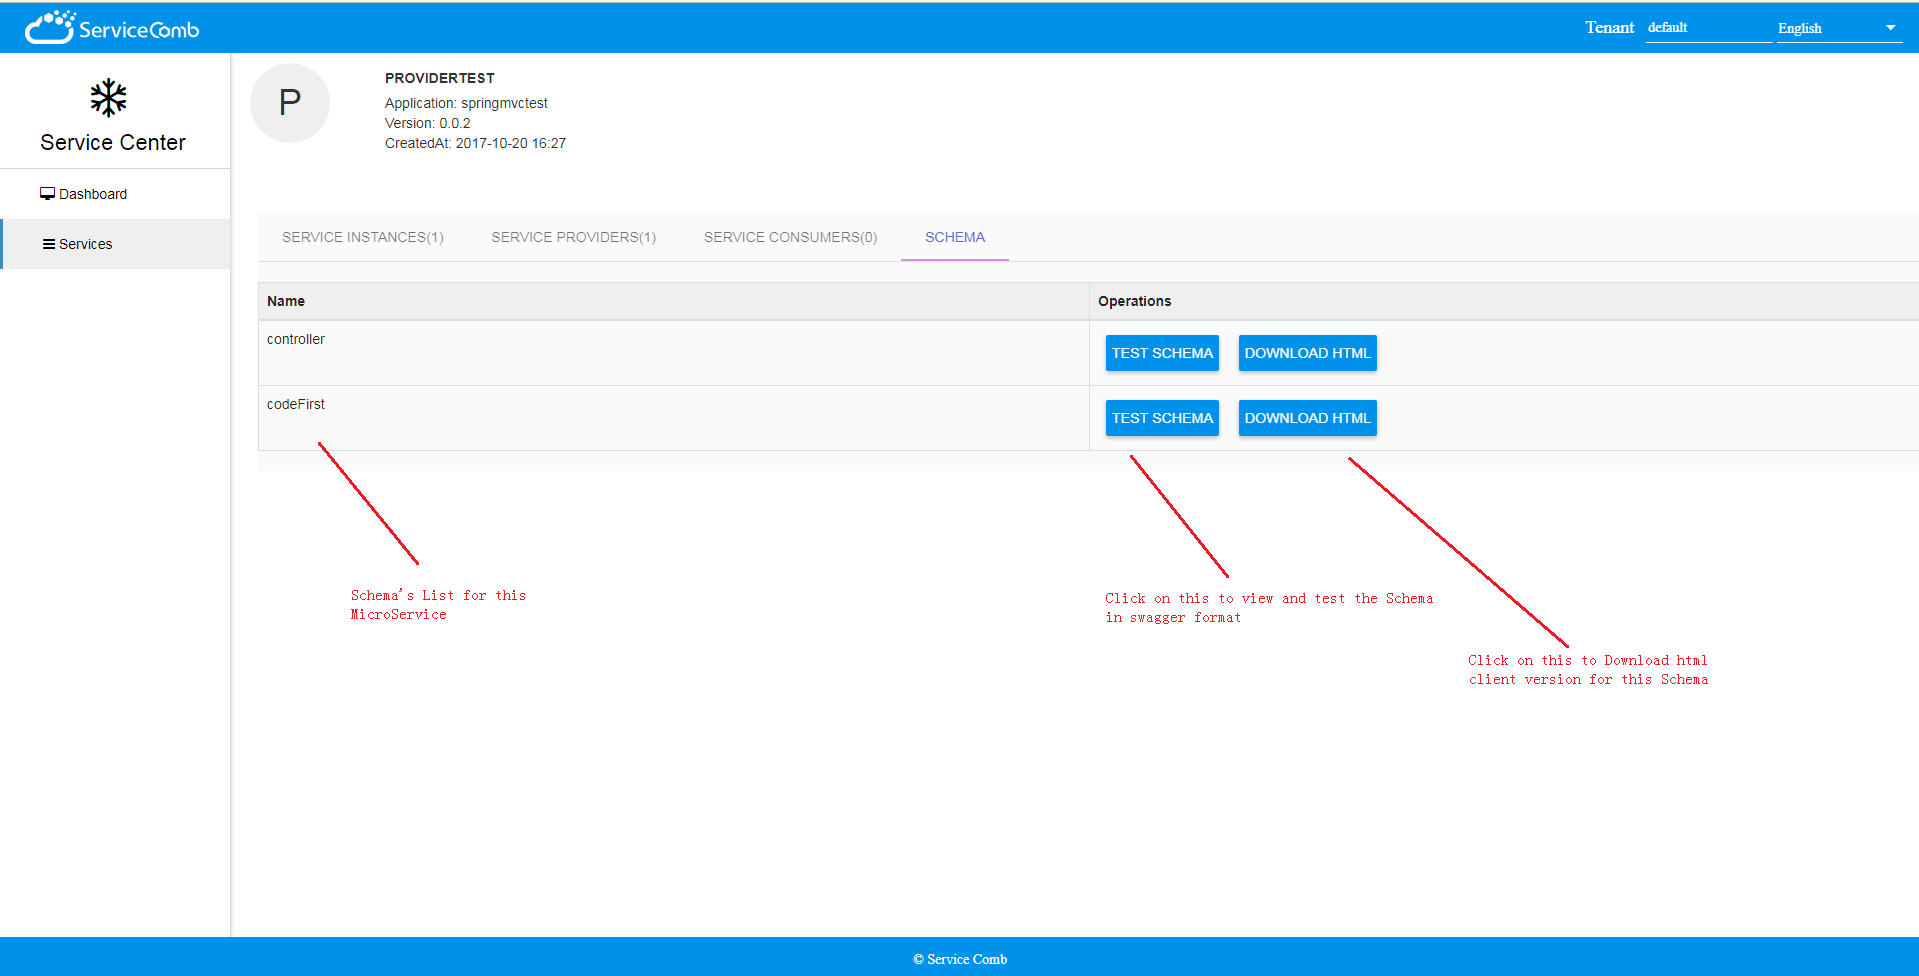 ServiceComb
Tenant default English
Service Center
Dashboard
Services
P
PROVIDERTEST
Application: springmvctest
Version: 0.0.2
CreatedAt: 2017-10-20 16:27
SERVICE INSTANCES(1) SERVICE PROVIDERS(1) SERVICE CONSUMERS(0) SCHEMA
Name Operations
controller TEST SCHEMA DOWNLOAD HTML
codeFirst TEST SCHEMA DOWNLOAD HTML
Schema's List for this
MicroService
Click on this to view and test the Schema
in swagger format
Click on this to Download html
client version for this Schema
© Service Comb